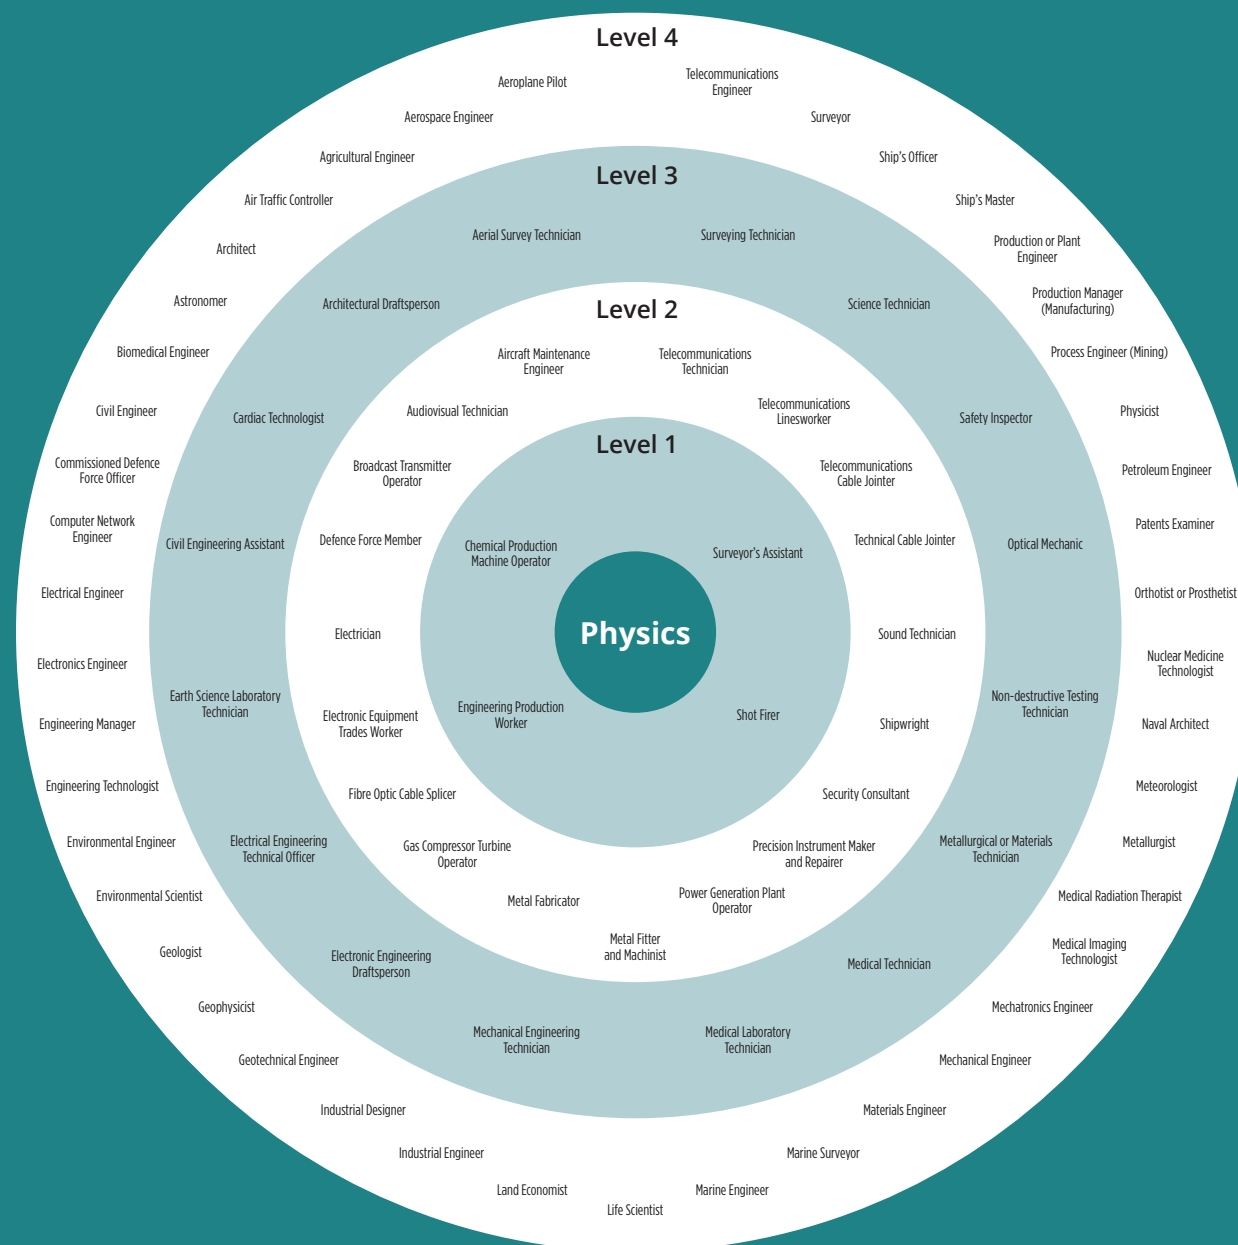 Level 4
Aeroplane Pilot
Telecommunications
Engineer
Surveyor
Ship's Officer
Ship's Master
Production or Plant
Engineer
Production Manager
(Manufacturing)
Process Engineer (Mining)
Physicist
Petroleum Engineer
Patents Examiner
Orthotist or Prosthetist
Nuclear Medicine
Technologist
Naval Architect
Meteorologist
Metallurgist
Medical Radiation Therapist
Medical Imaging
Technologist
Mechatronics Engineer
Mechanical Engineer
Materials Engineer
Marine Surveyor
Marine Engineer
Life Scientist
Land Economist
Industrial Engineer
Industrial Designer
Geotechnical Engineer
Geophysicist
Geologist
Environmental Scientist
Environmental Engineer
Engineering Technologist
Engineering Manager
Electronics Engineer
Electrical Engineer
Computer Network
Engineer
Commissioned Defence
Force Officer
Civil Engineer
Biomedical Engineer
Astronomer
Architect
Air Traffic Controller
Agricultural Engineer
Aerospace Engineer
Level 3
Aerial Survey Technician
Surveying Technician
Science Technician
Safety Inspector
Optical Mechanic
Non-destructive Testing
Technician
Metallurgical or Materials
Technician
Medical Technician
Medical Laboratory
Technician
Mechanical Engineering
Technician
Electronic Engineering
Draftsperson
Electrical Engineering
Technical Officer
Earth Science Laboratory
Technician
Civil Engineering Assistant
Cardiac Technologist
Architectural Draftsperson
Level 2
Aircraft Maintenance
Engineer
Telecommunications
Technician
Telecommunications
Linesworker
Telecommunications
Cable Jointer
Technical Cable Jointer
Sound Technician
Shipwright
Security Consultant
Precision Instrument Maker
and Repairer
Power Generation Plant
Operator
Metal Fitter
and Machinist
Metal Fabricator
Gas Compressor Turbine
Operator
Fibre Optic Cable Splicer
Electronic Equipment
Trades Worker
Electrician
Defence Force Member
Broadcast Transmitter
Operator
Audiovisual Technician
Level 1
Chemical Production
Machine Operator
Surveyor's Assistant
Shot Firer
Engineering Production
Worker
Physics